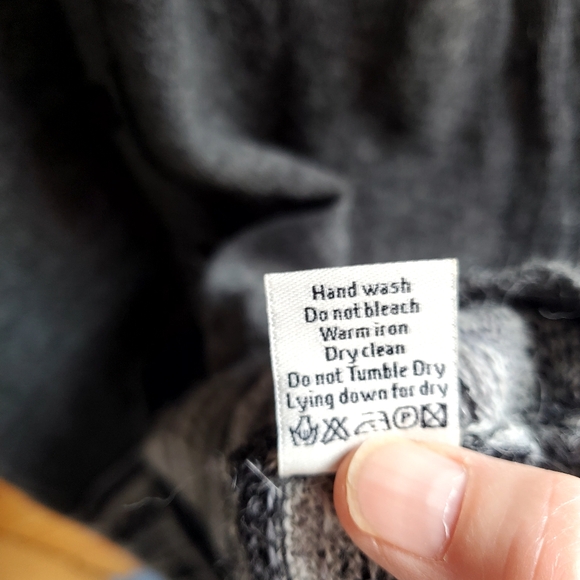 Hand wash
Do not bleach
Warm iron
Dry clean
Do not Tumble Dry
Lying down for dry
P